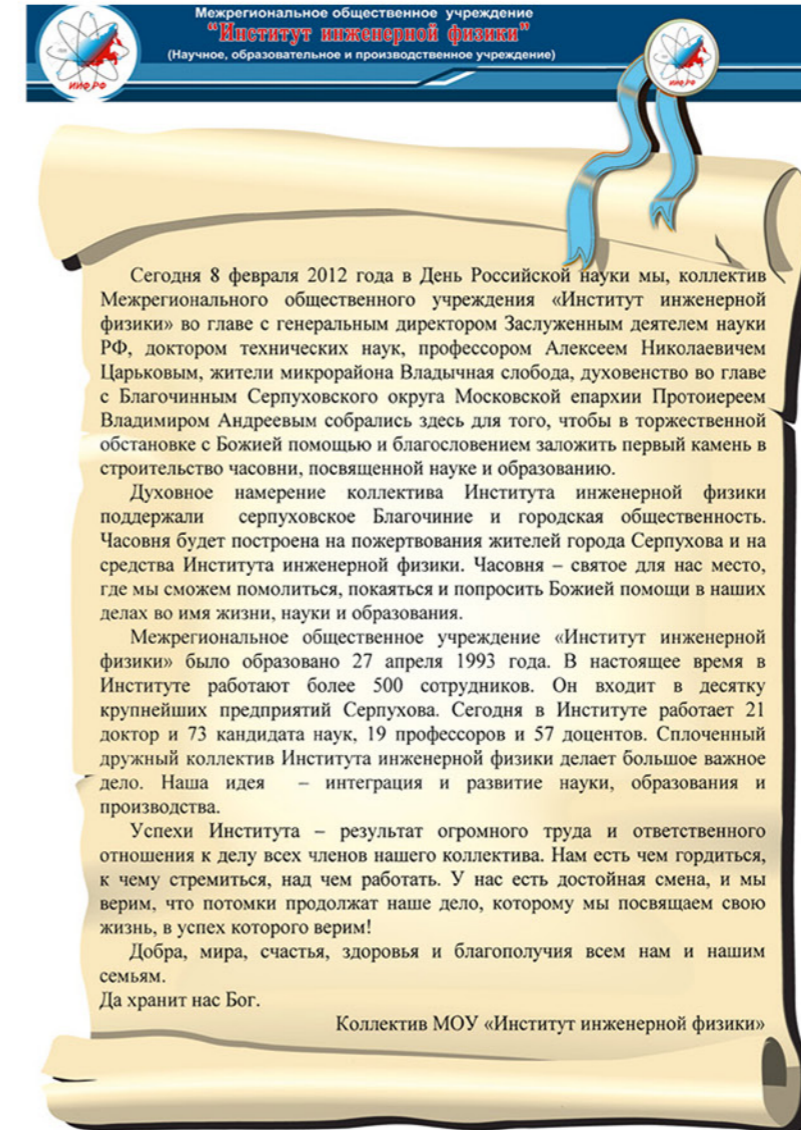 Межрегиональное общественное учреждение
“Институт инженерной физики”
(Научное, образовательное и производственное учреждение)
ИИФ РФ
ИИФ РФ
Сегодня 8 февраля 2012 года в День Российской науки мы, коллектив
Межрегионального общественного учреждения «Институт инженерной
физики» во главе с генеральным директором Заслуженным деятелем науки
РФ, доктором технических наук, профессором Алексеем Николаевичем
Царьковым, жители микрорайона Владычная слобода, духовенство во главе
с Благочинным Серпуховского округа Московской епархии Протоиереем
Владимиром Андреевым собрались здесь для того, чтобы в торжественной
обстановке с Божией помощью и благословением заложить первый камень в
строительство часовни, посвященной науке и образованию.
Духовное намерение коллектива Института инженерной физики
поддержали серпуховское Благочиние и городская общественность.
Часовня будет построена на пожертвования жителей города Серпухова и на
средства Института инженерной физики. Часовня – святое для нас место,
где мы сможем помолиться, покаяться и попросить Божией помощи в наших
делах во имя жизни, науки и образования.
Межрегиональное общественное учреждение «Институт инженерной
физики» было образовано 27 апреля 1993 года. В настоящее время в
Институте работают более 500 сотрудников. Он входит в десятку
крупнейших предприятий Серпухова. Сегодня в Институте работает 21
доктор и 73 кандидата наук, 19 профессоров и 57 доцентов. Сплоченный
дружный коллектив Института инженерной физики делает большое важное
дело. Наша идея – интеграция и развитие науки, образования и
производства.
Успехи Института – результат огромного труда и ответственного
отношения к делу всех членов нашего коллектива. Нам есть чем гордиться,
к чему стремиться, над чем работать. У нас есть достойная смена, и мы
верим, что потомки продолжат наше дело, которому мы посвящаем свою
жизнь, в успех которого верим!
Добра, мира, счастья, здоровья и благополучия всем нам и нашим
семьям.
Да хранит нас Бог.
Коллектив МОУ «Институт инженерной физики»